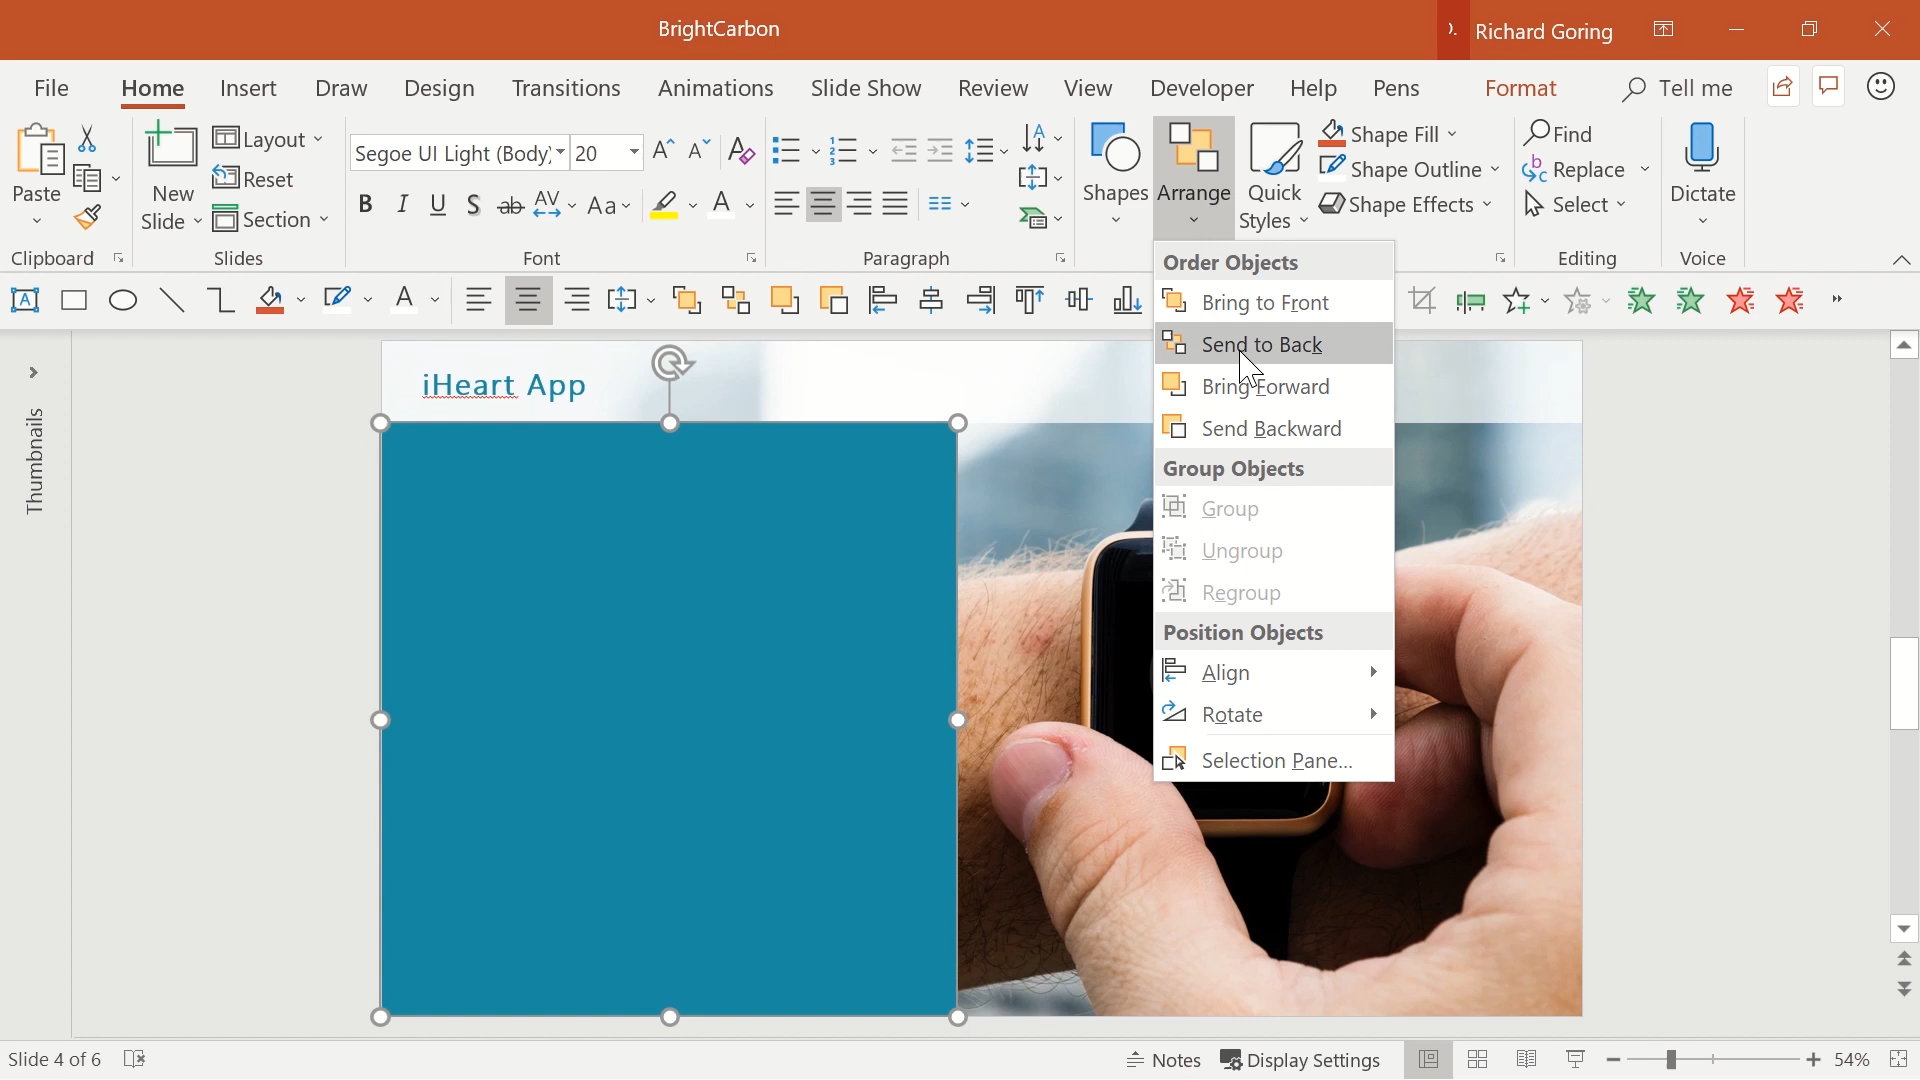 BrightCarbon
). Richard Goring
File Home Insert Draw Design Transitions Animations Slide Show Review View Developer Help Pens Format Tell me
Paste
New Slide
Layout
Reset
Section
Segoe UI Light (Body) 20
B I U S ab AV Aa A
Shapes
Arrange
Quick Styles
Shape Fill
Shape Outline
Shape Effects
Find
Replace
Select
Dictate
Clipboard Slides Font Paragraph Editing Voice
Order Objects
Bring to Front
Send to Back
Bring Forward
Send Backward
Group Objects
Group
Ungroup
Regroup
Position Objects
Align
Rotate
Selection Pane...
Thumbnails
iHeart App
Slide 4 of 6 Notes Display Settings 54%